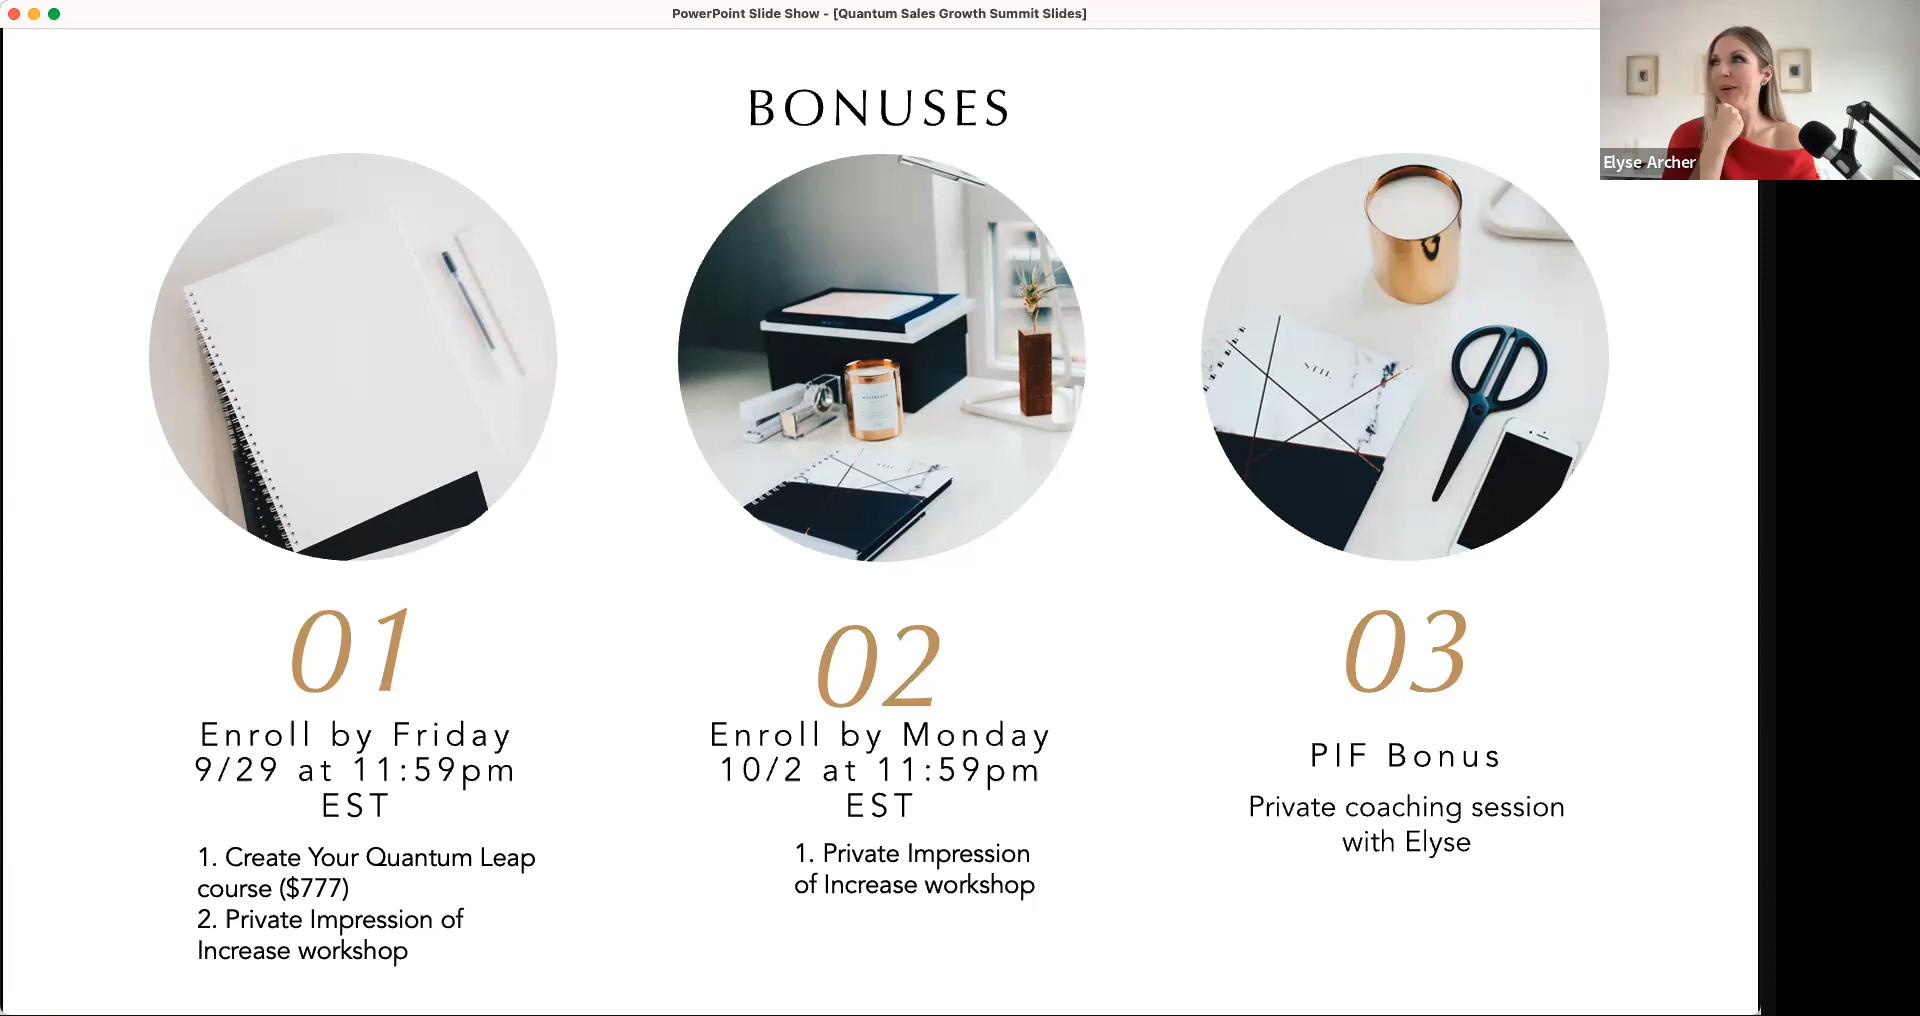 PowerPoint Slide Show - [Quantum Sales Growth Summit Slides]
Elyse Archer
BONUSES
STIL
01
Enroll by Friday
9/29 at 11:59pm
EST
1. Create Your Quantum Leap
course ($777)
2. Private Impression of
Increase workshop
02
Enroll by Monday
10/2 at 11:59pm
EST
1. Private Impression
of Increase workshop
03
PIF Bonus
Private coaching session
with Elyse